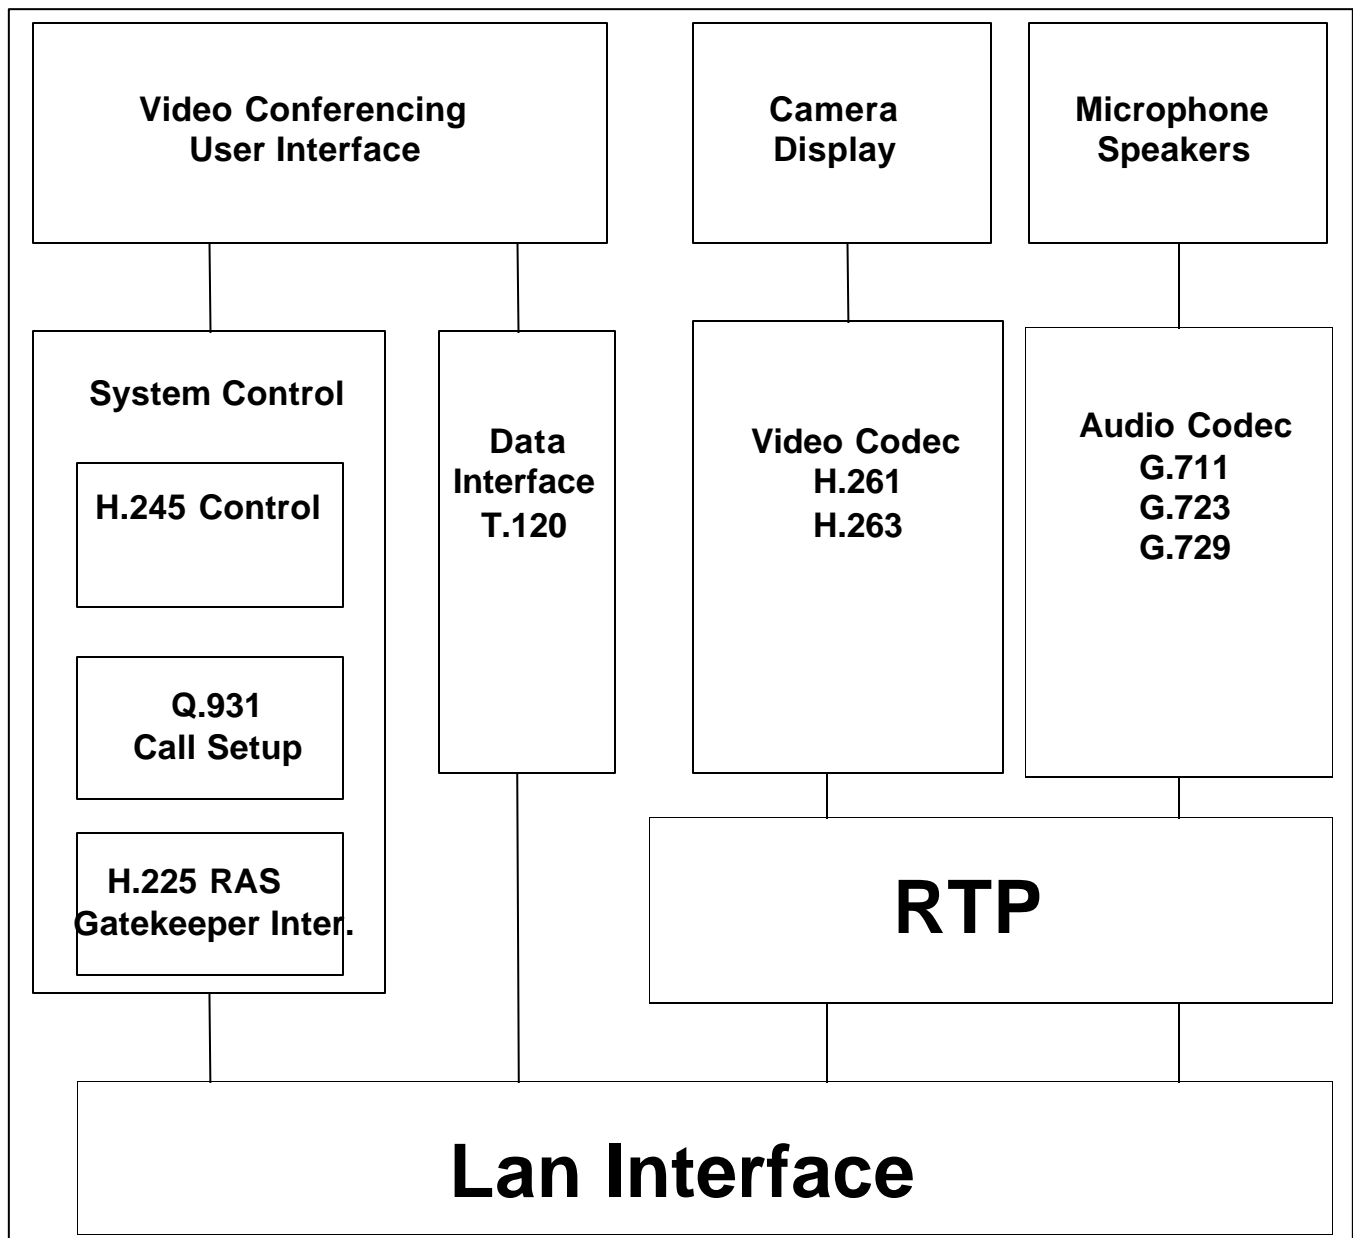 Video Conferencing
User Interface
Camera
Display
Microphone
Speakers
System Control
H.245 Control
Q.931
Call Setup
H.225 RAS
Gatekeeper Inter.
Data
Interface
T.120
Video Codec
H.261
H.263
Audio Codec
G.711
G.723
G.729
RTP
Lan Interface